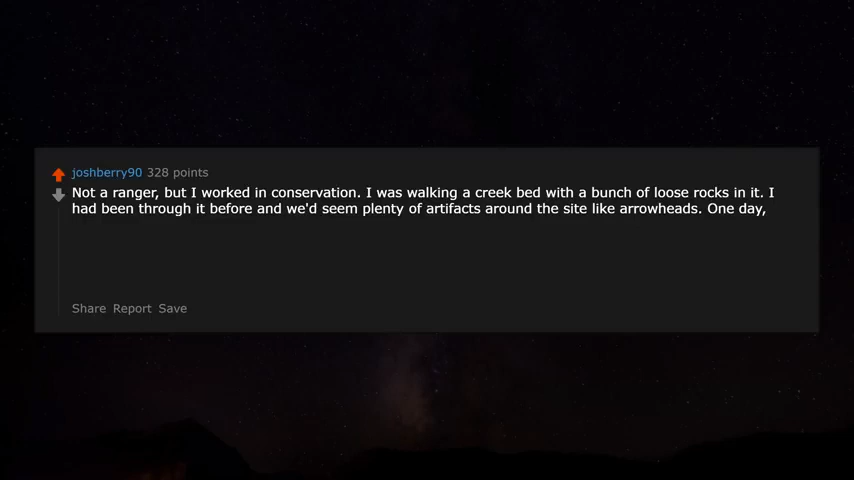 joshberry90 328 points
Not a ranger, but I worked in conservation. I was walking a creek bed with a bunch of loose rocks in it. I
had been through it before and we'd seem plenty of artifacts around the site like arrowheads. One day,
Share Report Save